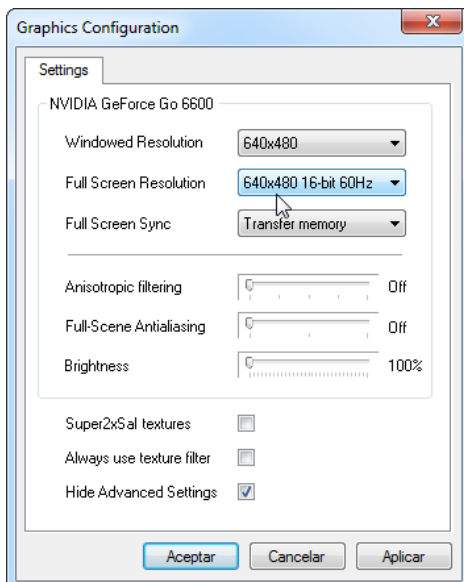 Graphics Configuration
Settings
NVIDIA GeForce Go 6600
Windowed Resolution 640x480
Full Screen Resolution 640x480 16-bit 60Hz
Full Screen Sync Transfer memory
Anisotropic filtering Off
Full-Scene Antialiasing Off
Brightness 100%
Super2xSal textures
Always use texture filter
Hide Advanced Settings
Aceptar Cancelar Aplicar